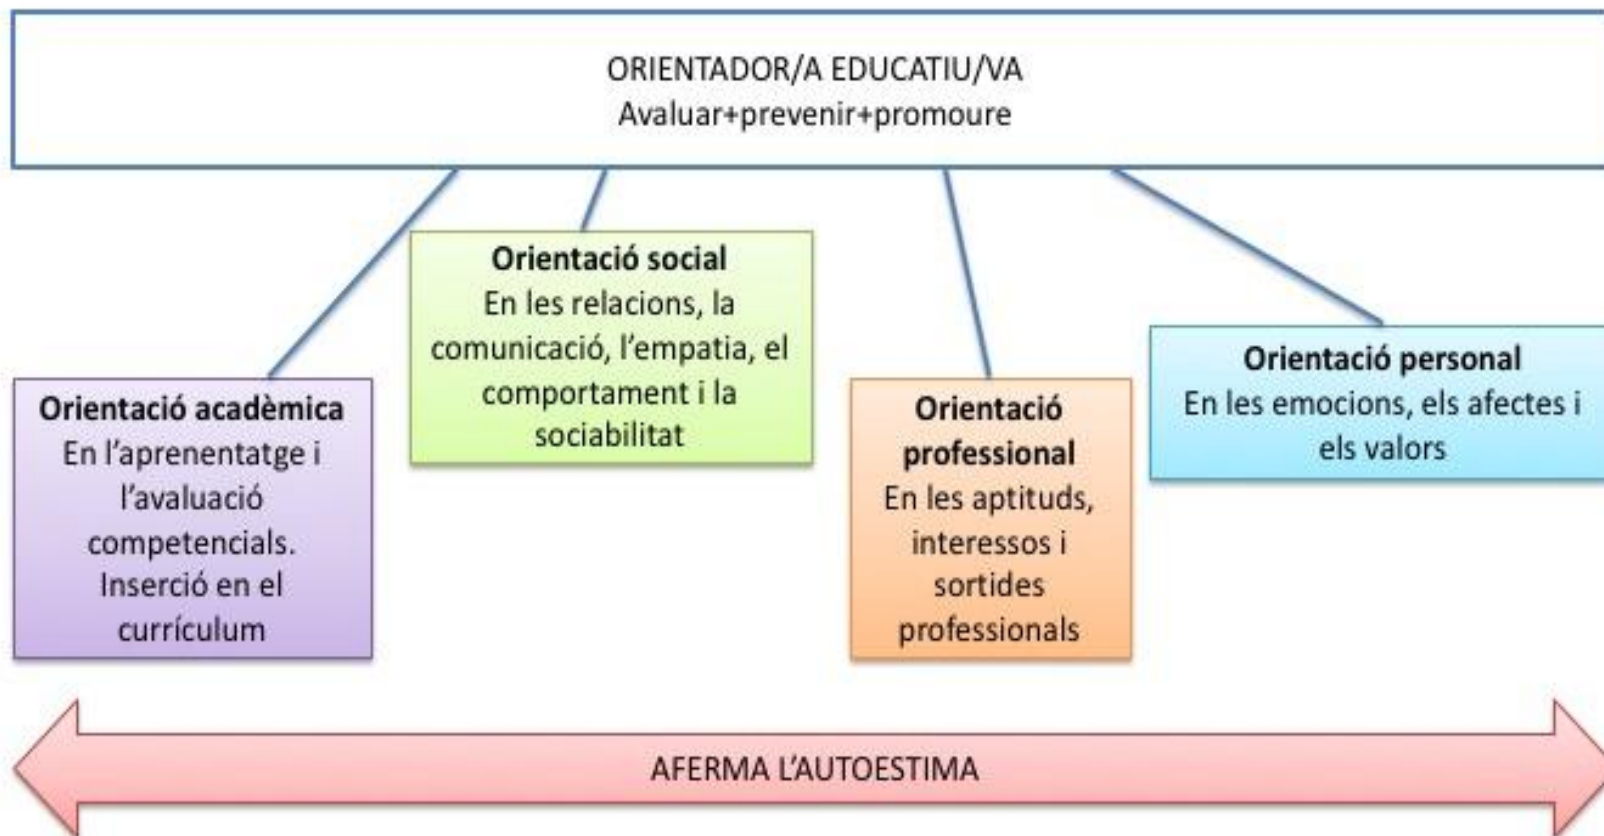 ORIENTADOR/A EDUCATIU/VA
Avaluar+prevenir+promoure
Orientació acadèmica
En l’aprenentatge i
l’avaluació
competencials.
Inserció en el
currículum
Orientació social
En les relacions, la
comunicació, l’empatia, el
comportament i la
sociabilitat
Orientació
professional
En les aptituds,
interessos i
sortides
professionals
Orientació personal
En les emocions, els afectes i
els valors
AFERMA L’AUTOESTIMA